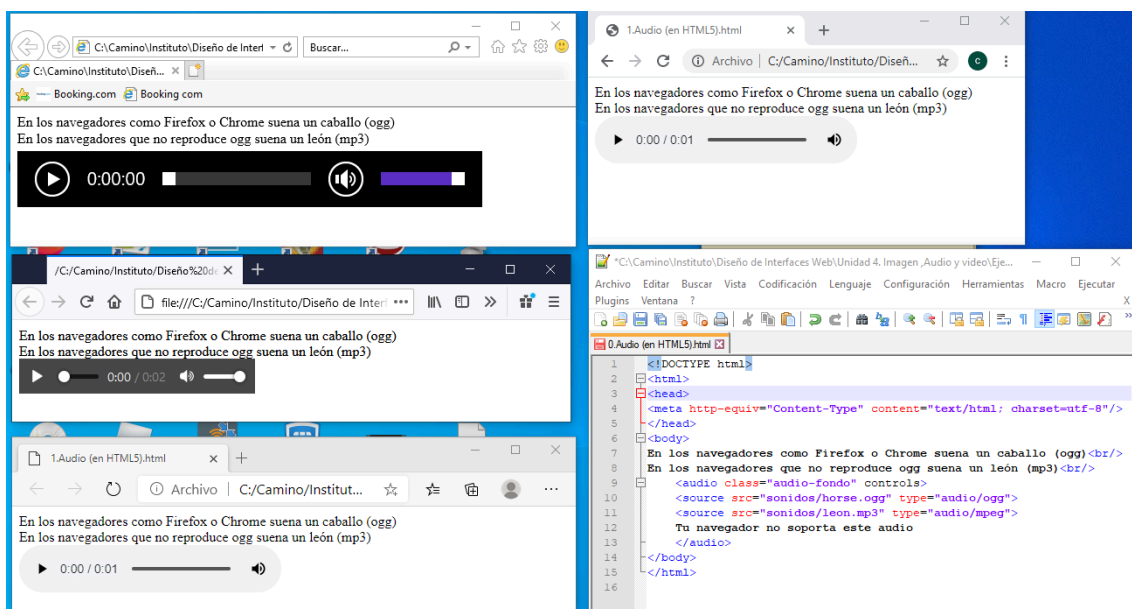 C:\Camino\Instituto\Diseño de Interf
Buscar...
C:\Camino\Instituto\Diseñ...
Booking.com Booking com
En los navegadores como Firefox o Chrome suena un caballo (ogg)
En los navegadores que no reproduce ogg suena un león (mp3)
0:00:00
1.Audio (en HTML5).html
Archivo | C:/Camino/Instituto/Diseñ...
c
En los navegadores como Firefox o Chrome suena un caballo (ogg)
En los navegadores que no reproduce ogg suena un león (mp3)
0:00 / 0:01
/C:/Camino/Instituto/Diseño%20de
file:///C:/Camino/Instituto/Diseño de Interf
En los navegadores como Firefox o Chrome suena un caballo (ogg)
En los navegadores que no reproduce ogg suena un león (mp3)
0:00 / 0:02
1.Audio (en HTML5).html
Archivo | C:/Camino/Institut...
En los navegadores como Firefox o Chrome suena un caballo (ogg)
En los navegadores que no reproduce ogg suena un león (mp3)
0:00 / 0:01
*C:\Camino\Instituto\Diseño de Interfaces Web\Unidad 4. Imagen ,Audio y video\Eje...
Archivo Editar Buscar Vista Codificación Lenguaje Configuración Herramientas Macro Ejecutar
Plugins Ventana ? X
0.Audio (en HTML5).html
1 <!DOCTYPE html>
2 <html>
3 <head>
4 <meta http-equiv="Content-Type" content="text/html; charset=utf-8"/>
5 </head>
6 <body>
7 En los navegadores como Firefox o Chrome suena un caballo (ogg)<br/>
8 En los navegadores que no reproduce ogg suena un león (mp3)<br/>
9 <audio class="audio-fondo" controls>
10 <source src="sonidos/horse.ogg" type="audio/ogg">
11 <source src="sonidos/leon.mp3" type="audio/mpeg">
12 Tu navegador no soporta este audio
13 </audio>
14 </body>
15 </html>
16